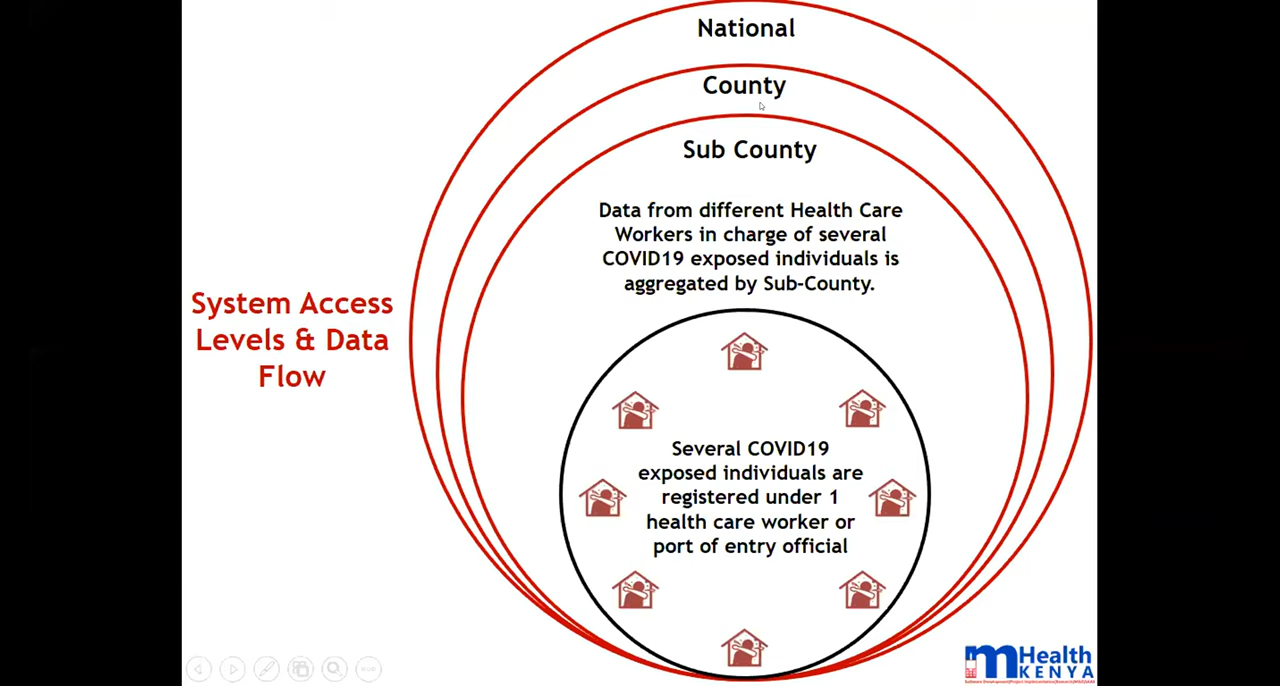 National
County
Sub County
Data from different Health Care
Workers in charge of several
COVID19 exposed individuals is
aggregated by Sub-County.
System Access
Levels & Data
Flow
Several COVID19
exposed individuals are
registered under 1
health care worker or
port of entry official
mHealth
KENYA